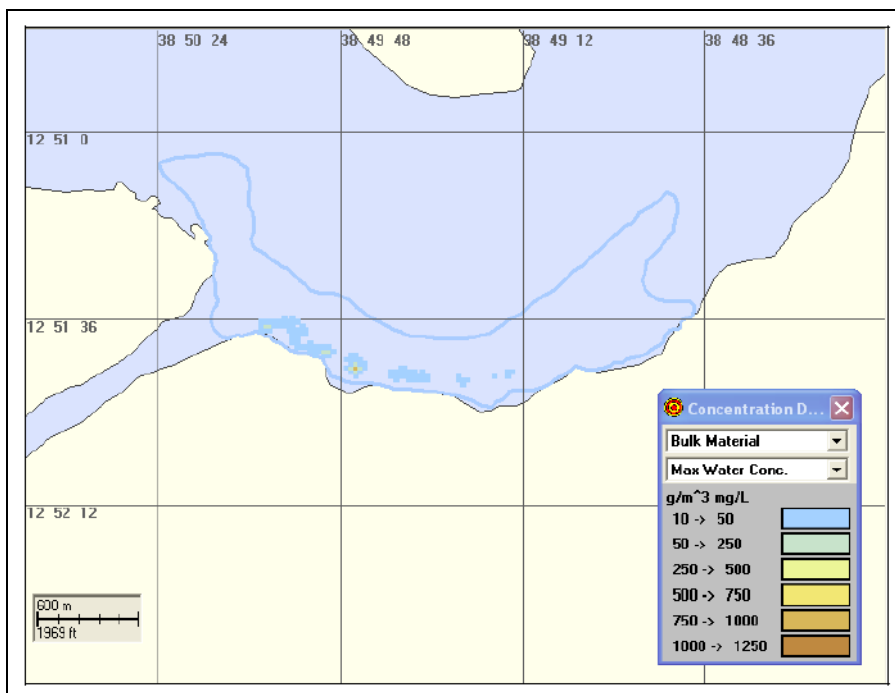 38 50 24
38 49 48
38 49 12
38 48 36
12 51 0
12 51 36
12 52 12
600 m
1969 ft
Concentration D...
Bulk Material
Max Water Conc.
g/m^3 mg/L
10 -> 50
50 -> 250
250 -> 500
500 -> 750
750 -> 1000
1000 -> 1250